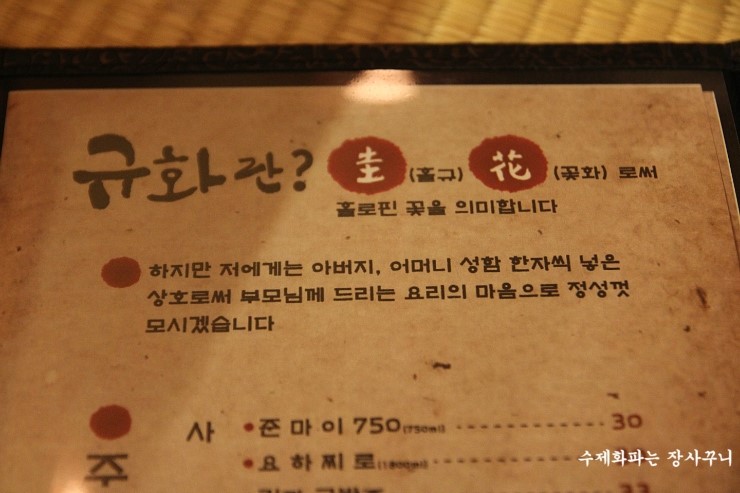 규화란? 圭 (홀규) 花 (꽃화) 로써
홀로핀 꽃을 의미합니다
하지만 저에게는 아버지, 어머니 성함 한자씩 넣은
상호로써 부모님께 드리는 요리의 마음으로 정성껏
모시겠습니다
주
사
• 준마이 750(750ml) 30
• 요하찌로(1800ml)
수제화파는 장사꾸니